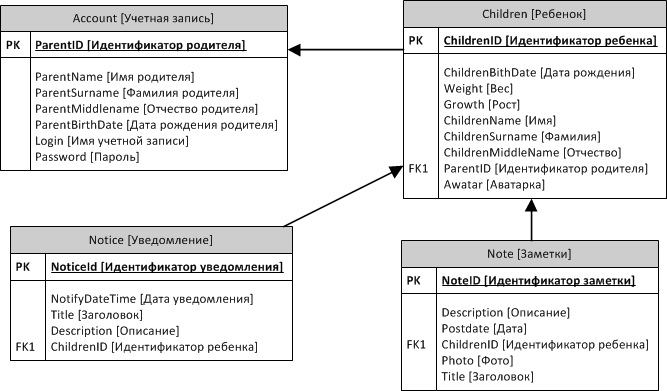 Account [Учетная запись]
PK ParentID [Идентификатор родителя]
ParentName [Имя родителя]
ParentSurname [Фамилия родителя]
ParentMiddlename [Отчество родителя]
ParentBirthDate [Дата рождения родителя]
Login [Имя учетной записи]
Password [Пароль]
Children [Ребенок]
PK ChildrenID [Идентификатор ребенка]
ChildrenBithDate [Дата рождения]
Weight [Вес]
Growth [Рост]
ChildrenName [Имя]
ChildrenSurname [Фамилия]
ChildrenMiddleName [Отчество]
FK1 ParentID [Идентификатор родителя]
Awatar [Аватарка]
Notice [Уведомление]
PK NoticeId [Идентификатор уведомления]
NotifyDateTime [Дата уведомления]
Title [Заголовок]
Description [Описание]
FK1 ChildrenID [Идентификатор ребенка]
Note [Заметки]
PK NoteID [Идентификатор заметки]
Description [Описание]
Postdate [Дата]
FK1 ChildrenID [Идентификатор ребенка]
Photo [Фото]
Title [Заголовок]